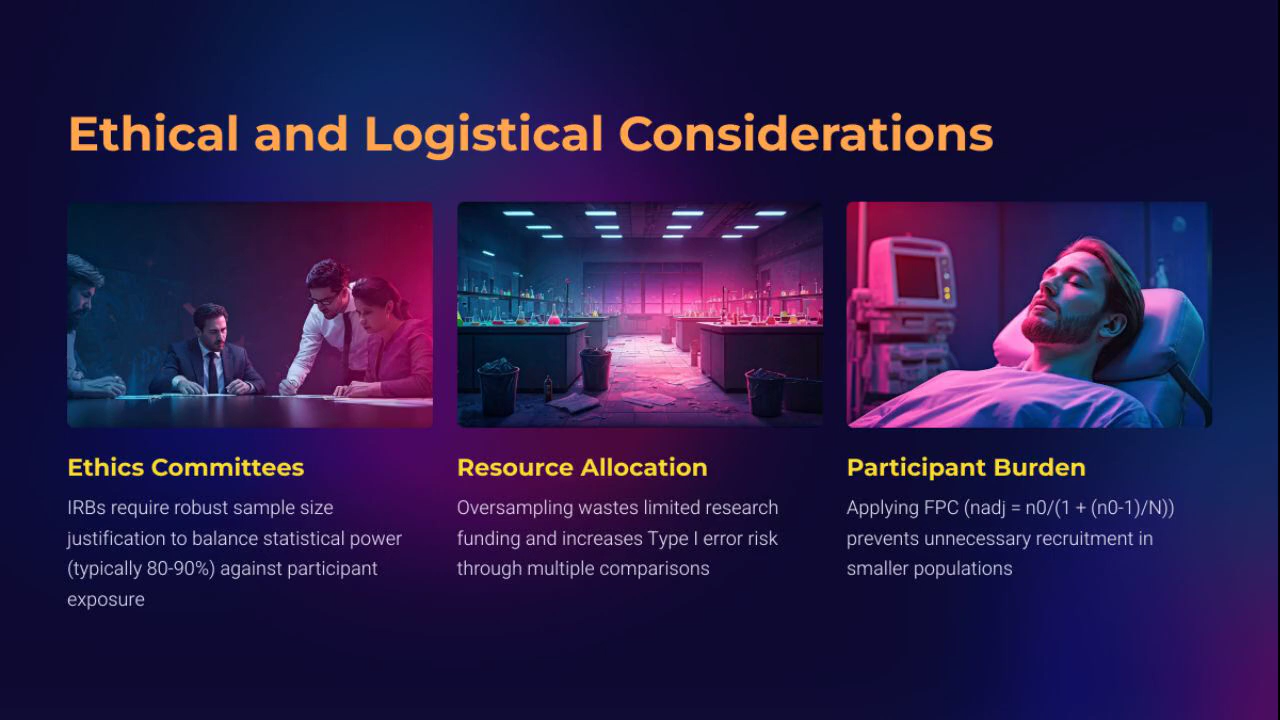 Ethical and Logistical Considerations
Ethics Committees
IRBs require robust sample size
justification to balance statistical power
(typically 80-90%) against participant
exposure
Resource Allocation
Oversampling wastes limited research
funding and increases Type I error risk
through multiple comparisons
Participant Burden
Applying FPC (nadj = n0/(1 + (n0-1)/N))
prevents unnecessary recruitment in
smaller populations